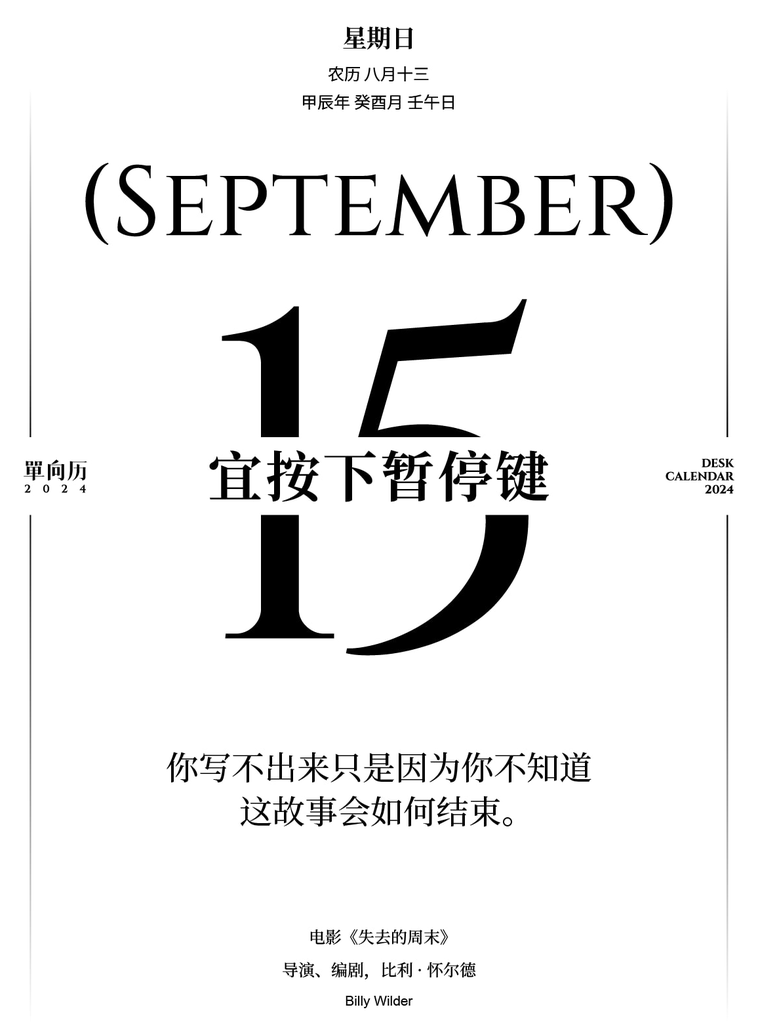 星期日
农历 八月十三
甲辰年 癸酉月 壬午日
(SEPTEMBER)
15
單向历
2024
宜按下暂停键
DESK
CALENDAR
2024
你写不出来只是因为你不知道
这故事会如何结束。
电影《失去的周末》
导演、编剧，比利·怀尔德
Billy Wilder